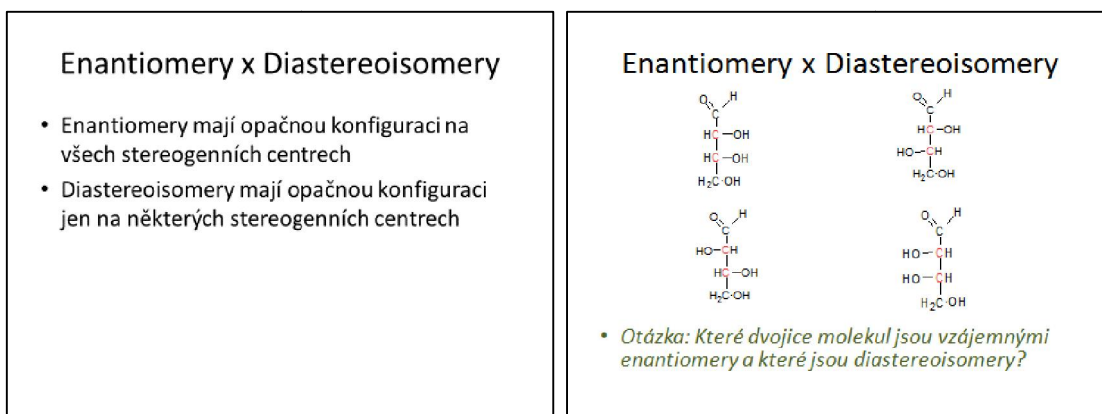 Enantiomery x Diastereoisomery
• Enantiomery mají opačnou konfiguraci na
všech stereogenních centrech
• Diastereoisomery mají opačnou konfiguraci
jen na některých stereogenních centrech
Enantiomery x Diastereoisomery
O H
C
HC—OH
HC—OH
H₂C·OH
O H
C
HC—OH
HO—CH
H₂C·OH
O H
C
HO—CH
HC—OH
H₂C·OH
O H
C
HO—CH
HO—CH
H₂C·OH
• Otázka: Které dvojice molekul jsou vzájemnými
enantiomery a které jsou diastereoisomery?